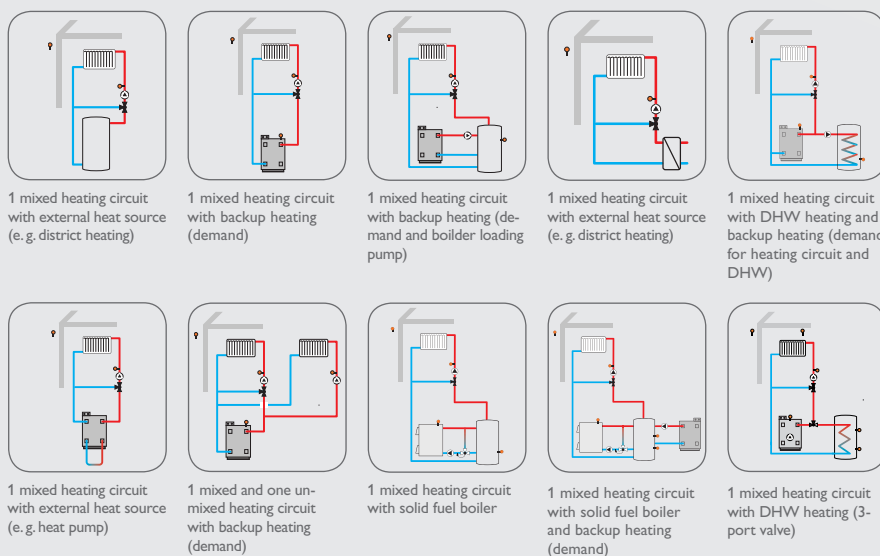 1 mixed heating circuit
with external heat source
(e. g. district heating)
1 mixed heating circuit
with backup heating
(demand)
1 mixed heating circuit
with backup heating (de-
mand and boilder loading
pump)
1 mixed heating circuit
with external heat source
(e. g. district heating)
1 mixed heating circuit
with DHW heating and
backup heating (demand
for heating circuit and
DHW)
1 mixed heating circuit
with external heat source
(e. g. heat pump)
1 mixed and one un-
mixed heating circuit
with backup heating
(demand)
1 mixed heating circuit
with solid fuel boiler
1 mixed heating circuit
with solid fuel boiler
and backup heating
(demand)
1 mixed heating circuit
with DHW heating (3-
port valve)